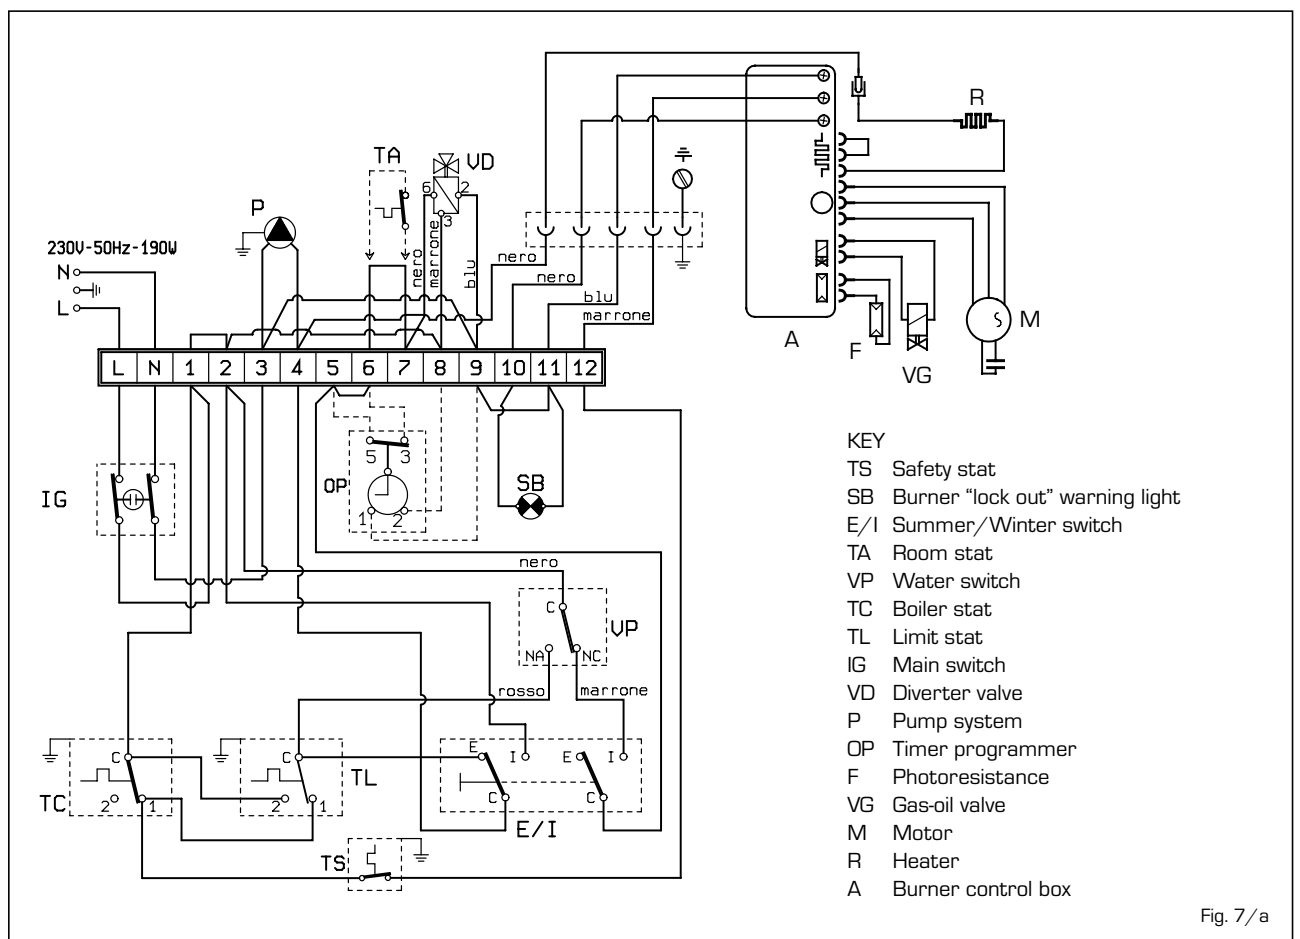 230V-50Hz-190W
N
L
P
TA
VD
6
2
3
nero
marrone
blu
nero
nero
blu
marrone
R
A
F
VG
M
L N 1 2 3 4 5 6 7 8 9 10 11 12
IG
OP
5 3
1 2
SB
nero
C
VP
NA NC
rosso
marrone
C
TC
2 1
C
TL
2 1
E I E I
C C
E/I
TS
KEY
TS Safety stat
SB Burner “lock out” warning light
E/I Summer/Winter switch
TA Room stat
VP Water switch
TC Boiler stat
TL Limit stat
IG Main switch
VD Diverter valve
P Pump system
OP Timer programmer
F Photoresistance
VG Gas-oil valve
M Motor
R Heater
A Burner control box
Fig. 7/a